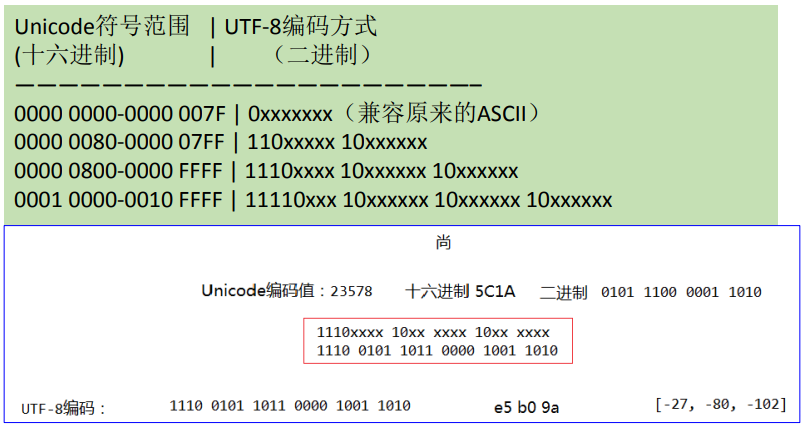 Unicode符号范围 | UTF-8编码方式
(十六进制) | （二进制）
————————————————————————
0000 0000-0000 007F | 0xxxxxxx（兼容原来的ASCII）
0000 0080-0000 07FF | 110xxxxx 10xxxxxx
0000 0800-0000 FFFF | 1110xxxx 10xxxxxx 10xxxxxx
0001 0000-0010 FFFF | 11110xxx 10xxxxxx 10xxxxxx 10xxxxxx
尚
Unicode编码值：23578 十六进制 5C1A 二进制 0101 1100 0001 1010
1110xxxx 10xx xxxx 10xx xxxx
1110 0101 1011 0000 1001 1010
UTF-8编码： 1110 0101 1011 0000 1001 1010 e5 b0 9a [-27, -80, -102]